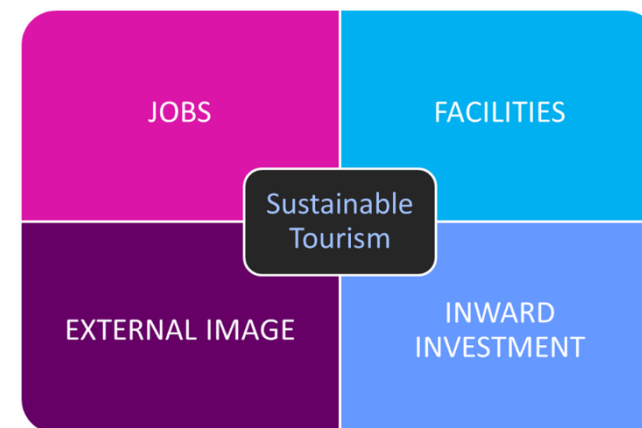 JOBS
FACILITIES
Sustainable
Tourism
EXTERNAL IMAGE
INWARD
INVESTMENT